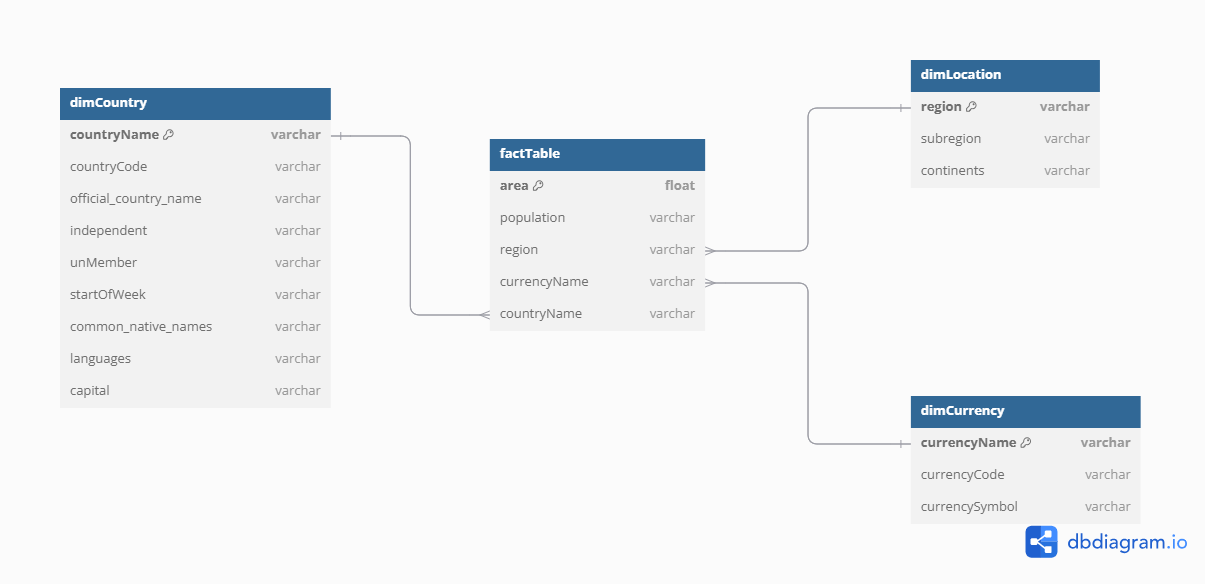 dimCountry
countryName varchar
countryCode varchar
official_country_name varchar
independent varchar
unMember varchar
startOfWeek varchar
common_native_names varchar
languages varchar
capital varchar
factTable
area float
population varchar
region varchar
currencyName varchar
countryName varchar
dimLocation
region varchar
subregion varchar
continents varchar
dimCurrency
currencyName varchar
currencyCode varchar
currencySymbol varchar
dbdiagram.io